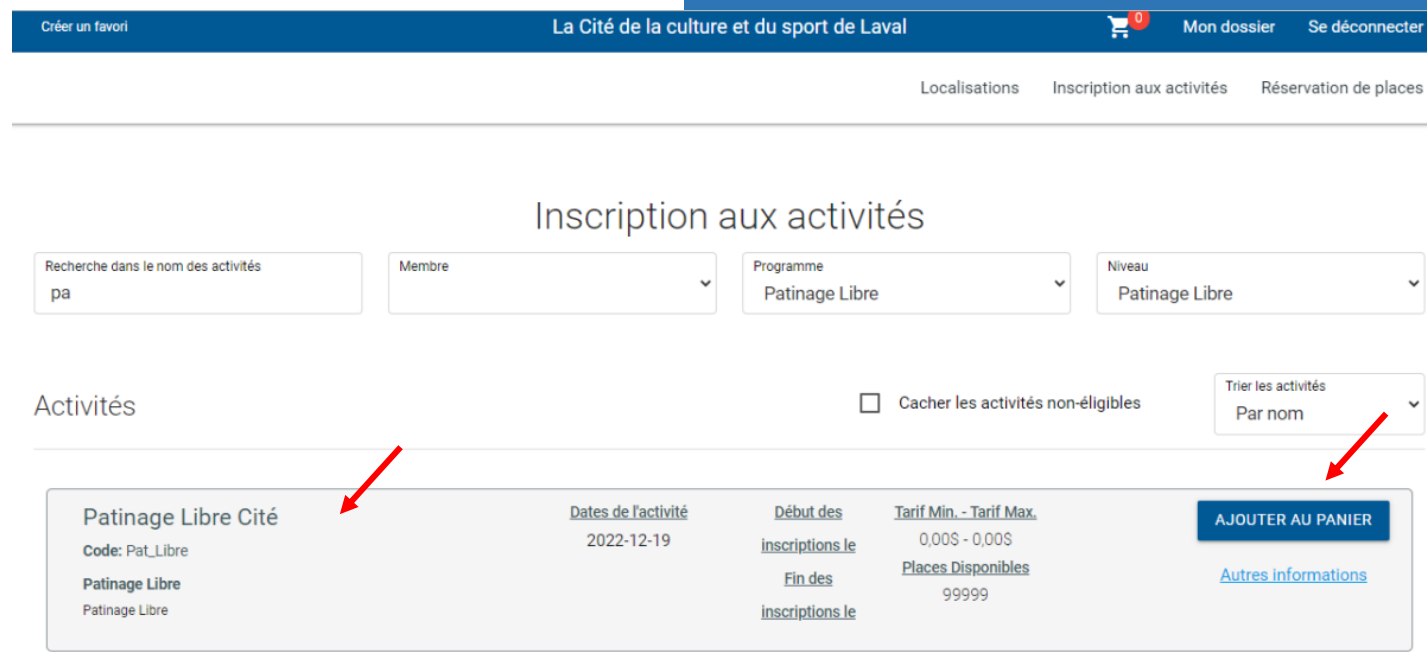 Créer un favori
La Cité de la culture et du sport de Laval
0
Mon dossier
Se déconnecter
Localisations
Inscription aux activités
Réservation de places
Inscription aux activités
Recherche dans le nom des activités
pa
Membre
Programme
Patinage Libre
Niveau
Patinage Libre
Activités
Cacher les activités non-éligibles
Trier les activités
Par nom
Patinage Libre Cité
Code: Pat_Libre
Patinage Libre
Patinage Libre
Dates de l'activité
2022-12-19
Début des
inscriptions le
Fin des
inscriptions le
Tarif Min. - Tarif Max.
0,00$ - 0,00$
Places Disponibles
99999
AJOUTER AU PANIER
Autres informations